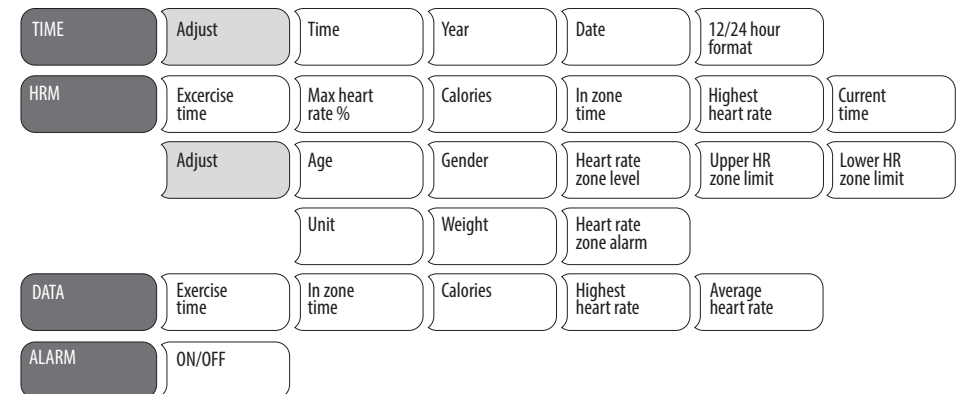 TIME
Adjust
Time
Year
Date
12/24 hour
format
HRM
Excercise
time
Max heart
rate %
Calories
In zone
time
Highest
heart rate
Current
time
Adjust
Age
Gender
Heart rate
zone level
Upper HR
zone limit
Lower HR
zone limit
Unit
Weight
Heart rate
zone alarm
DATA
Exercise
time
In zone
time
Calories
Highest
heart rate
Average
heart rate
ALARM
ON/OFF